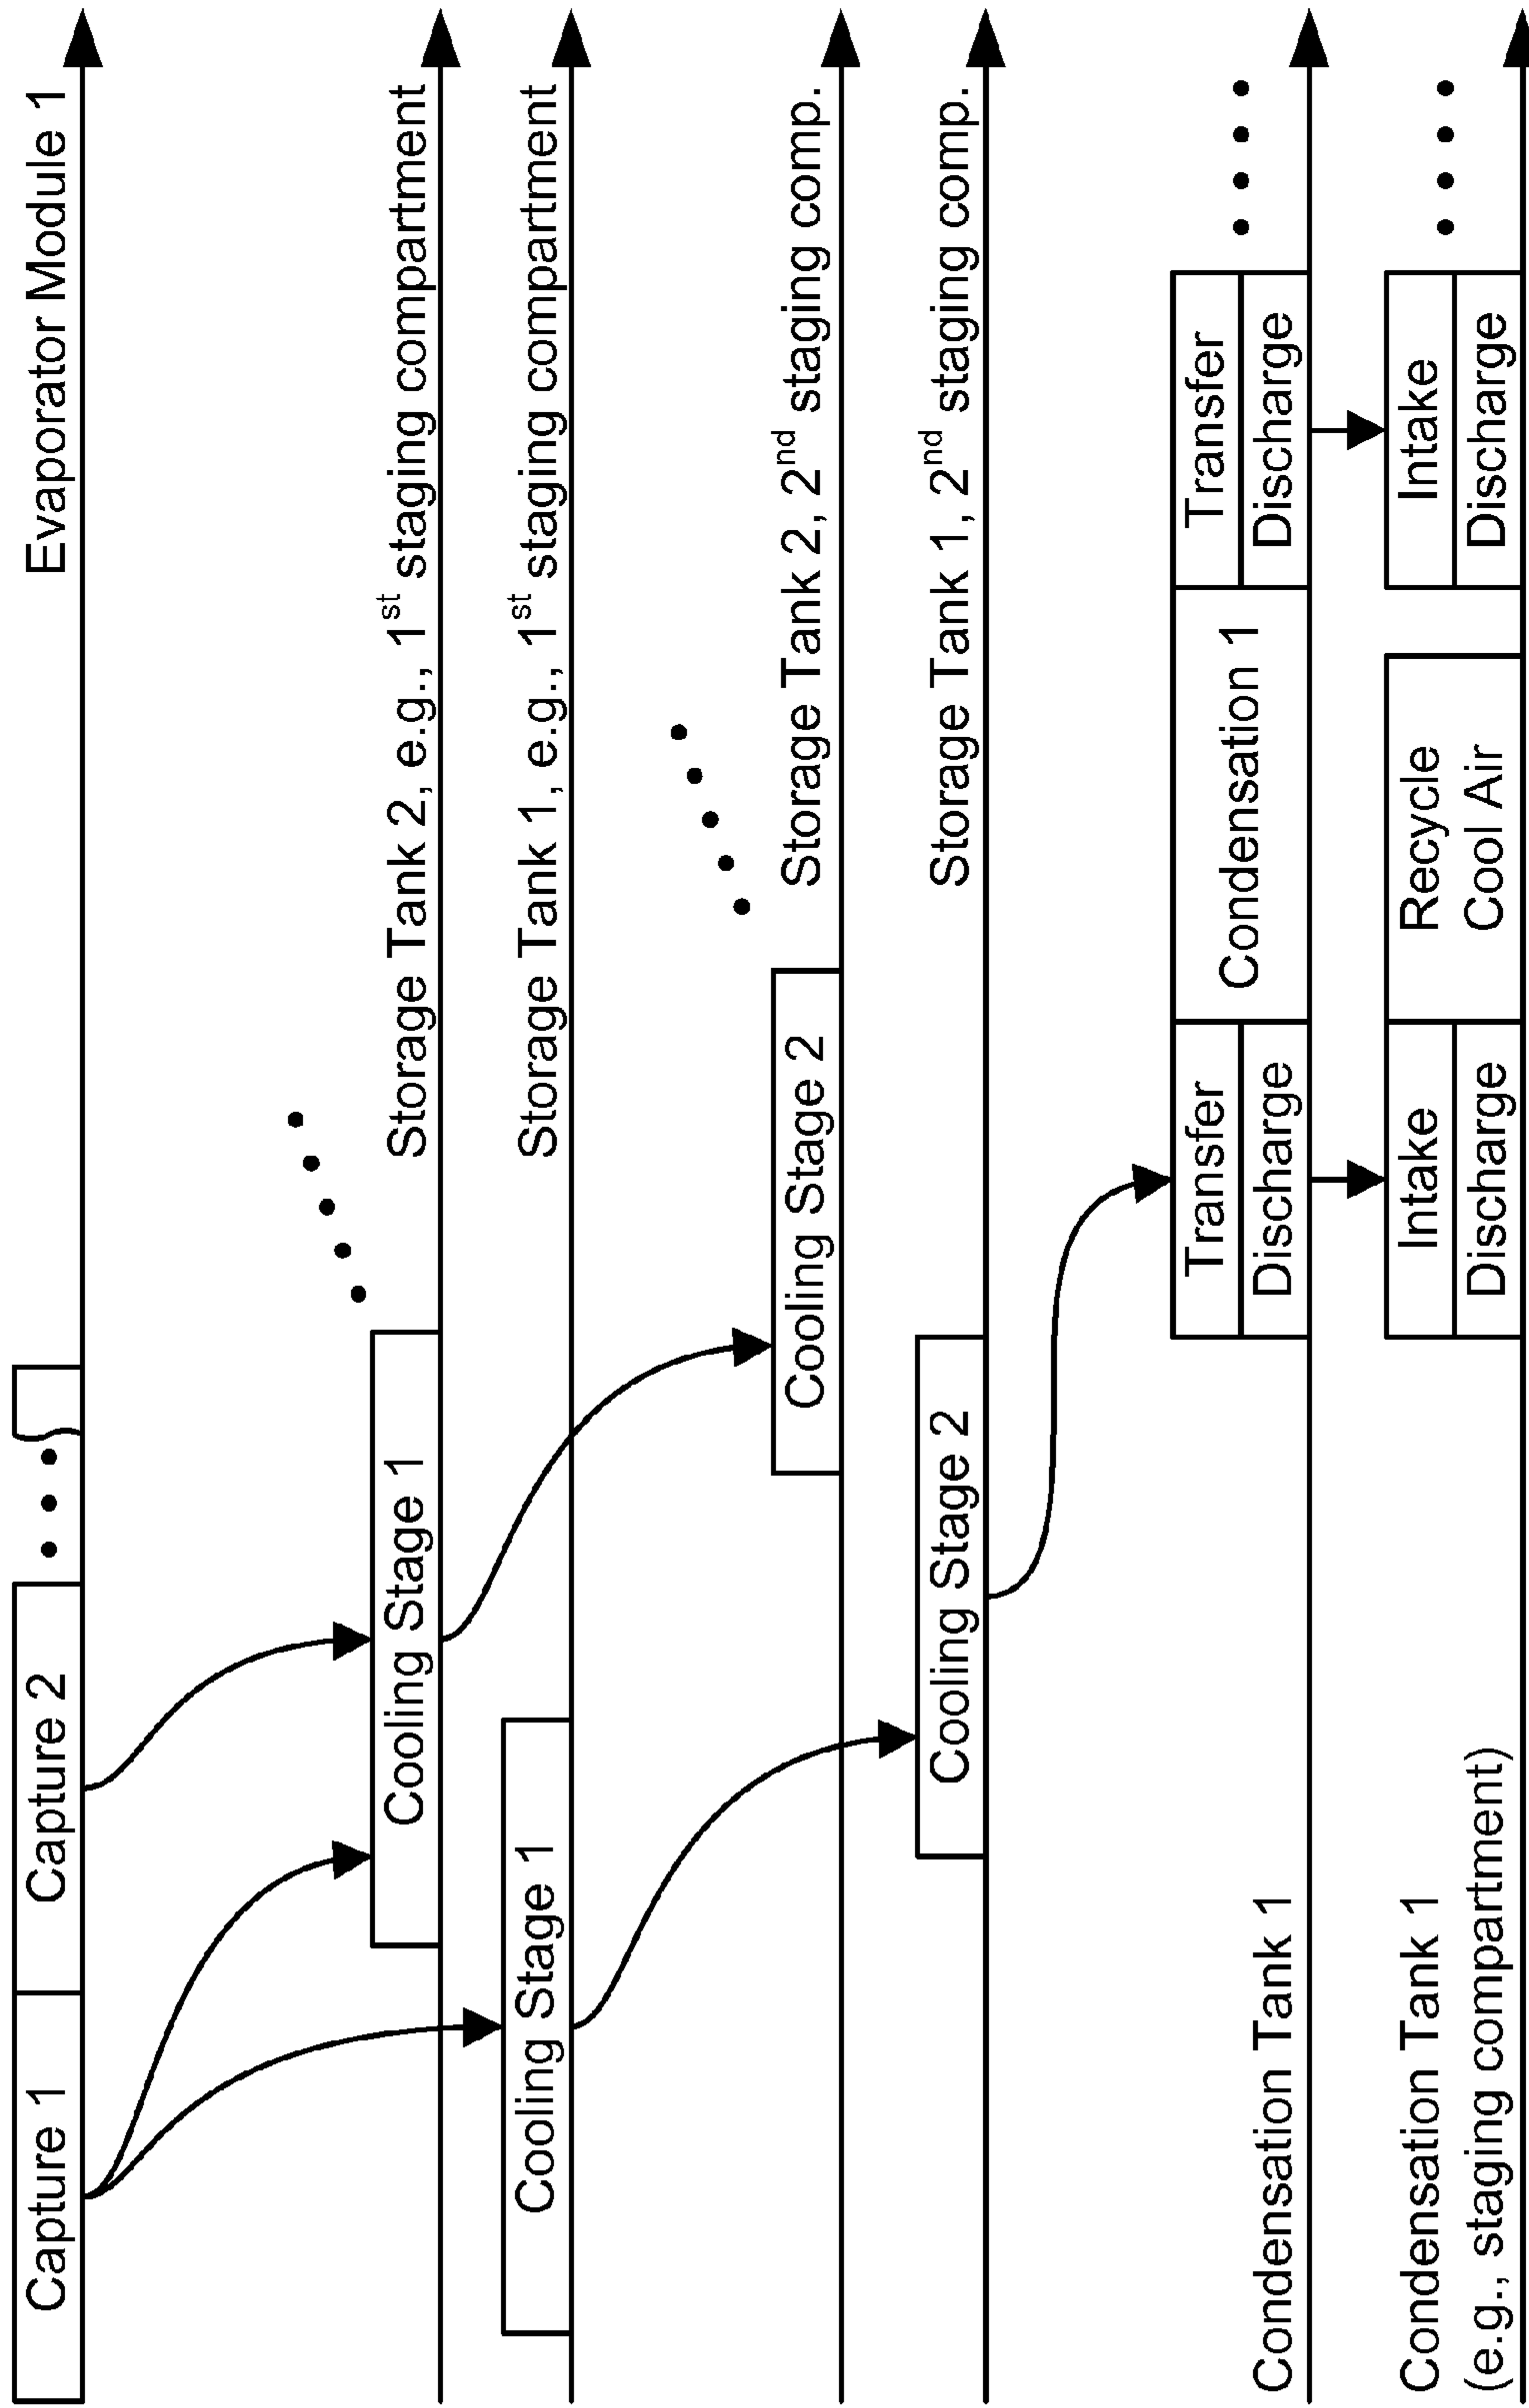 Capture 1
Capture 2
Evaporator Module 1
Cooling Stage 1
Storage Tank 2, e.g., 1st staging compartment
Cooling Stage 1
Storage Tank 1, e.g., 1st staging compartment
Cooling Stage 2
Storage Tank 2, 2nd staging comp.
Cooling Stage 2
Storage Tank 1, 2nd staging comp.
Condensation Tank 1
Transfer
Discharge
Condensation 1
Transfer
Discharge
Condensation Tank 1
(e.g., staging compartment)
Intake
Discharge
Recycle
Cool Air
Intake
Discharge